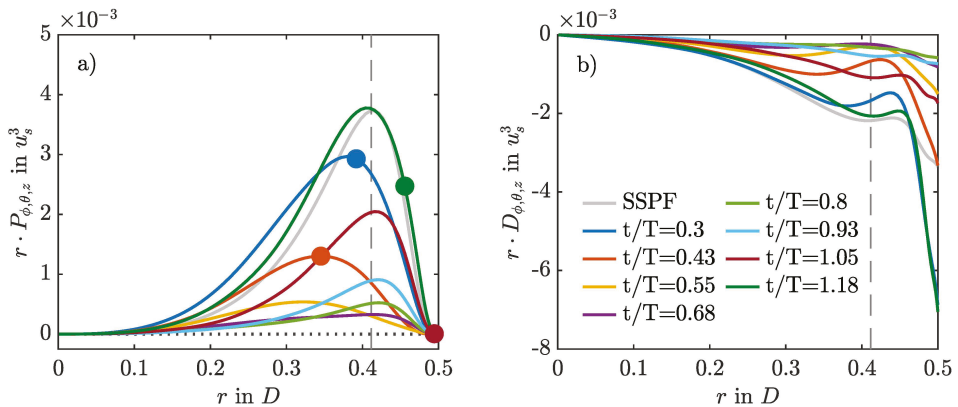 ×10⁻³
a)
5
4
3
2
1
0
r · P_{ϕ,θ,z} in u_s^3
0 0.1 0.2 0.3 0.4 0.5
r in D
×10⁻³
b)
0
-2
-4
-6
-8
r · D_{ϕ,θ,z} in u_s^3
SSPF
t/T=0.3
t/T=0.43
t/T=0.55
t/T=0.68
t/T=0.8
t/T=0.93
t/T=1.05
t/T=1.18
0 0.1 0.2 0.3 0.4 0.5
r in D